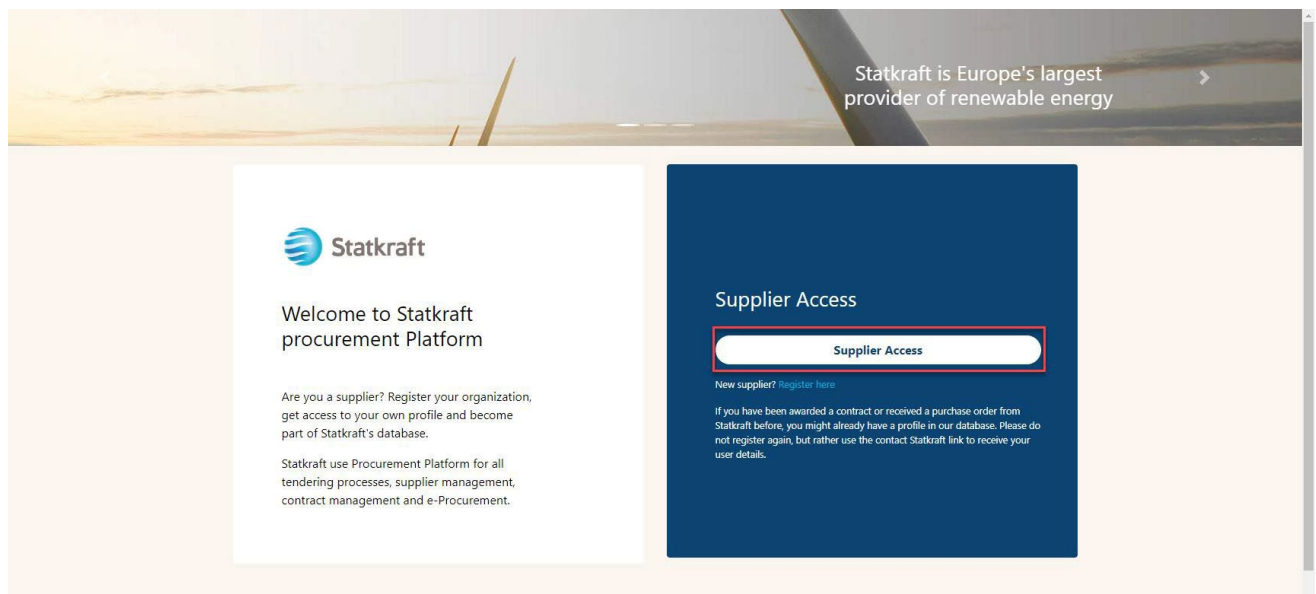 Statkraft is Europe's largest
provider of renewable energy
Statkraft
Welcome to Statkraft
procurement Platform
Are you a supplier? Register your organization,
get access to your own profile and become
part of Statkraft's database.
Statkraft use Procurement Platform for all
tendering processes, supplier management,
contract management and e-Procurement.
Supplier Access
Supplier Access
New supplier? Register here
If you have been awarded a contract or received a purchase order from
Statkraft before, you might already have a profile in our database. Please do
not register again, but rather use the contact Statkraft link to receive your
user details.